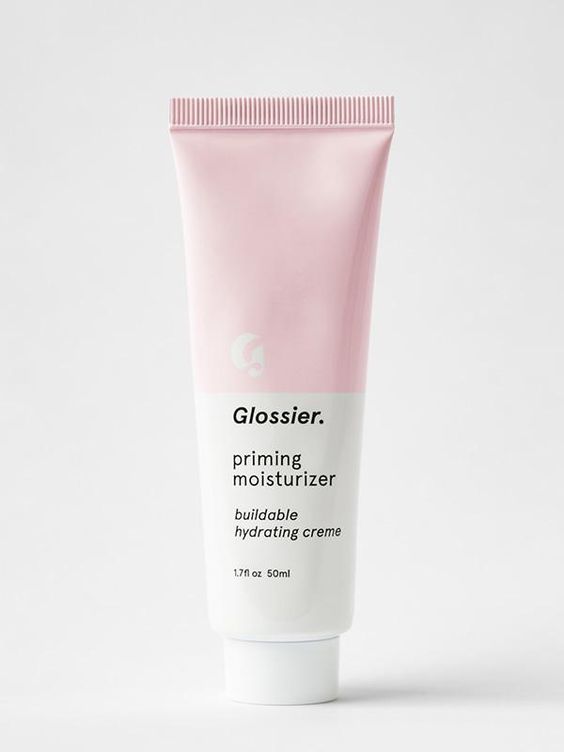 G
Glossier.
priming
moisturizer
buildable
hydrating creme
1.7fl oz 50ml